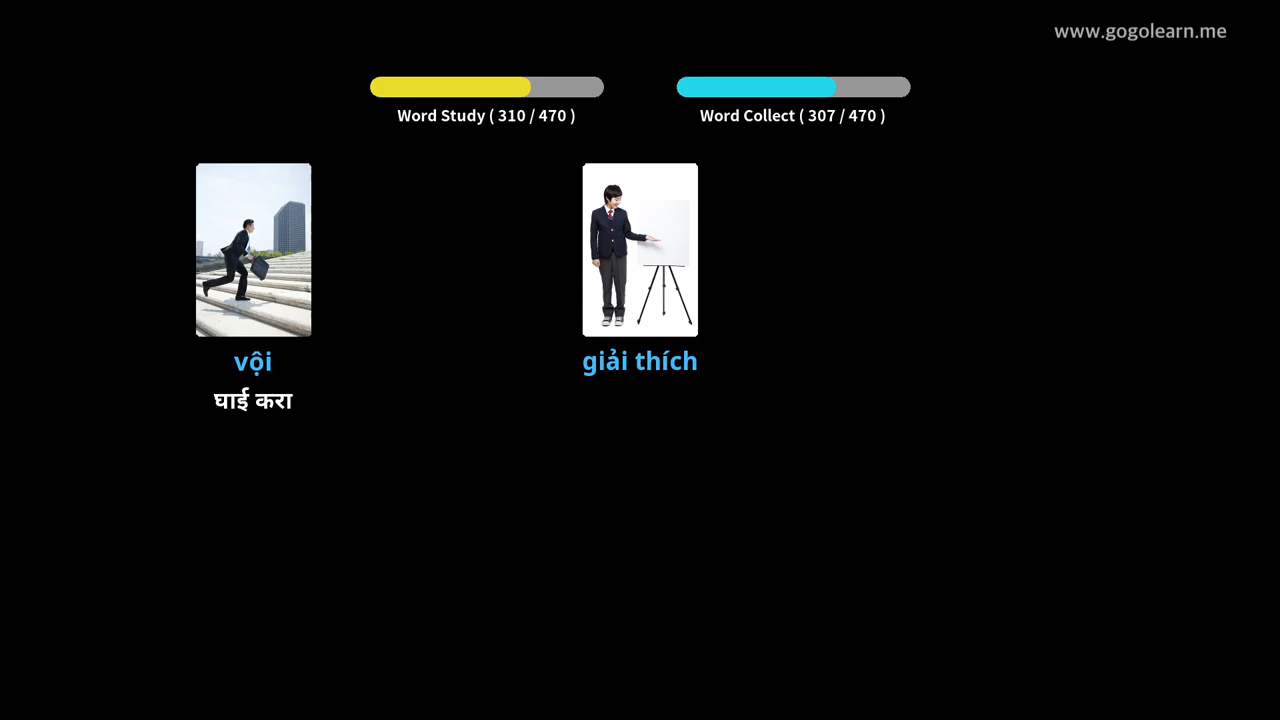 www.gogolearn.me
Word Study ( 310 / 470 )
Word Collect ( 307 / 470 )
vội
घाई करा
giải thích